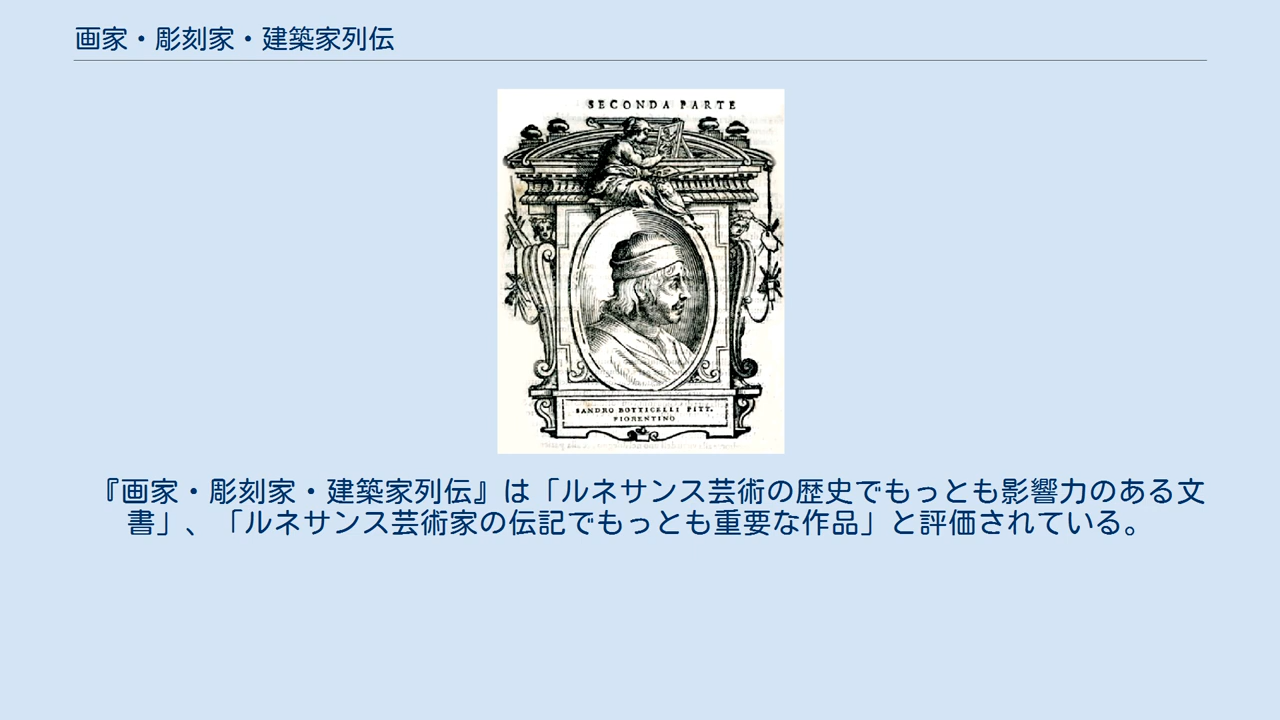 画家・彫刻家・建築家列伝
SECONDA PARTE
SANDRO BOTTICELLI PITT.
FIORENTINO
『画家・彫刻家・建築家列伝』は「ルネサンス芸術の歴史でもっとも影響力のある文
書」、「ルネサンス芸術家の伝記でもっとも重要な作品」と評価されている。